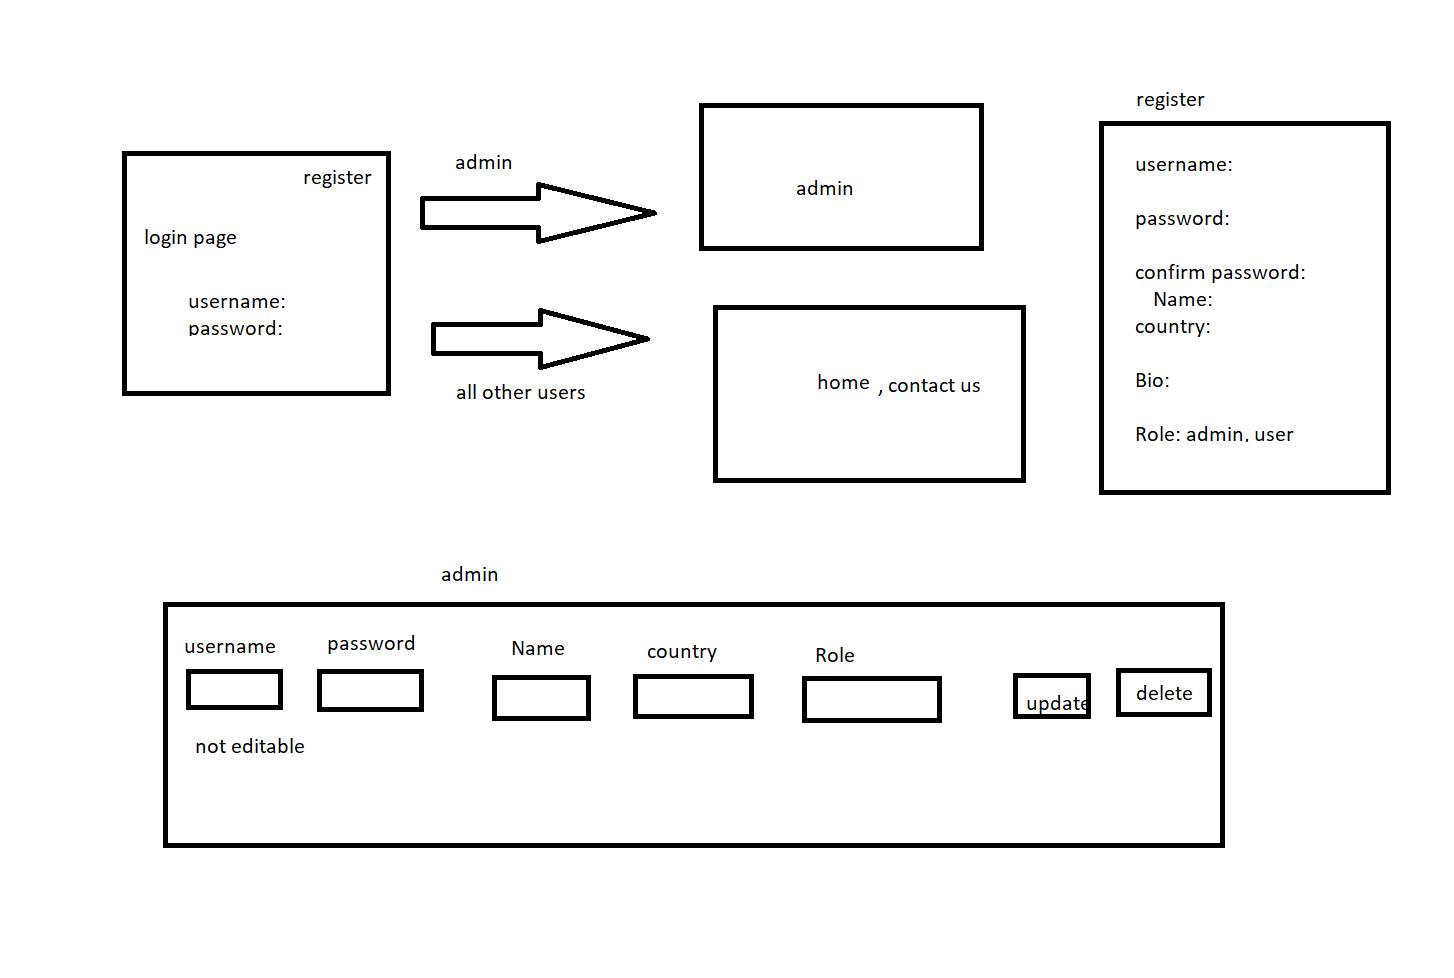 register
login page
username:
password:
admin
all other users
admin
home , contact us
register
username:
password:
confirm password:
Name:
country:
Bio:
Role: admin, user
admin
username
password
Name
country
Role
update
delete
not editable